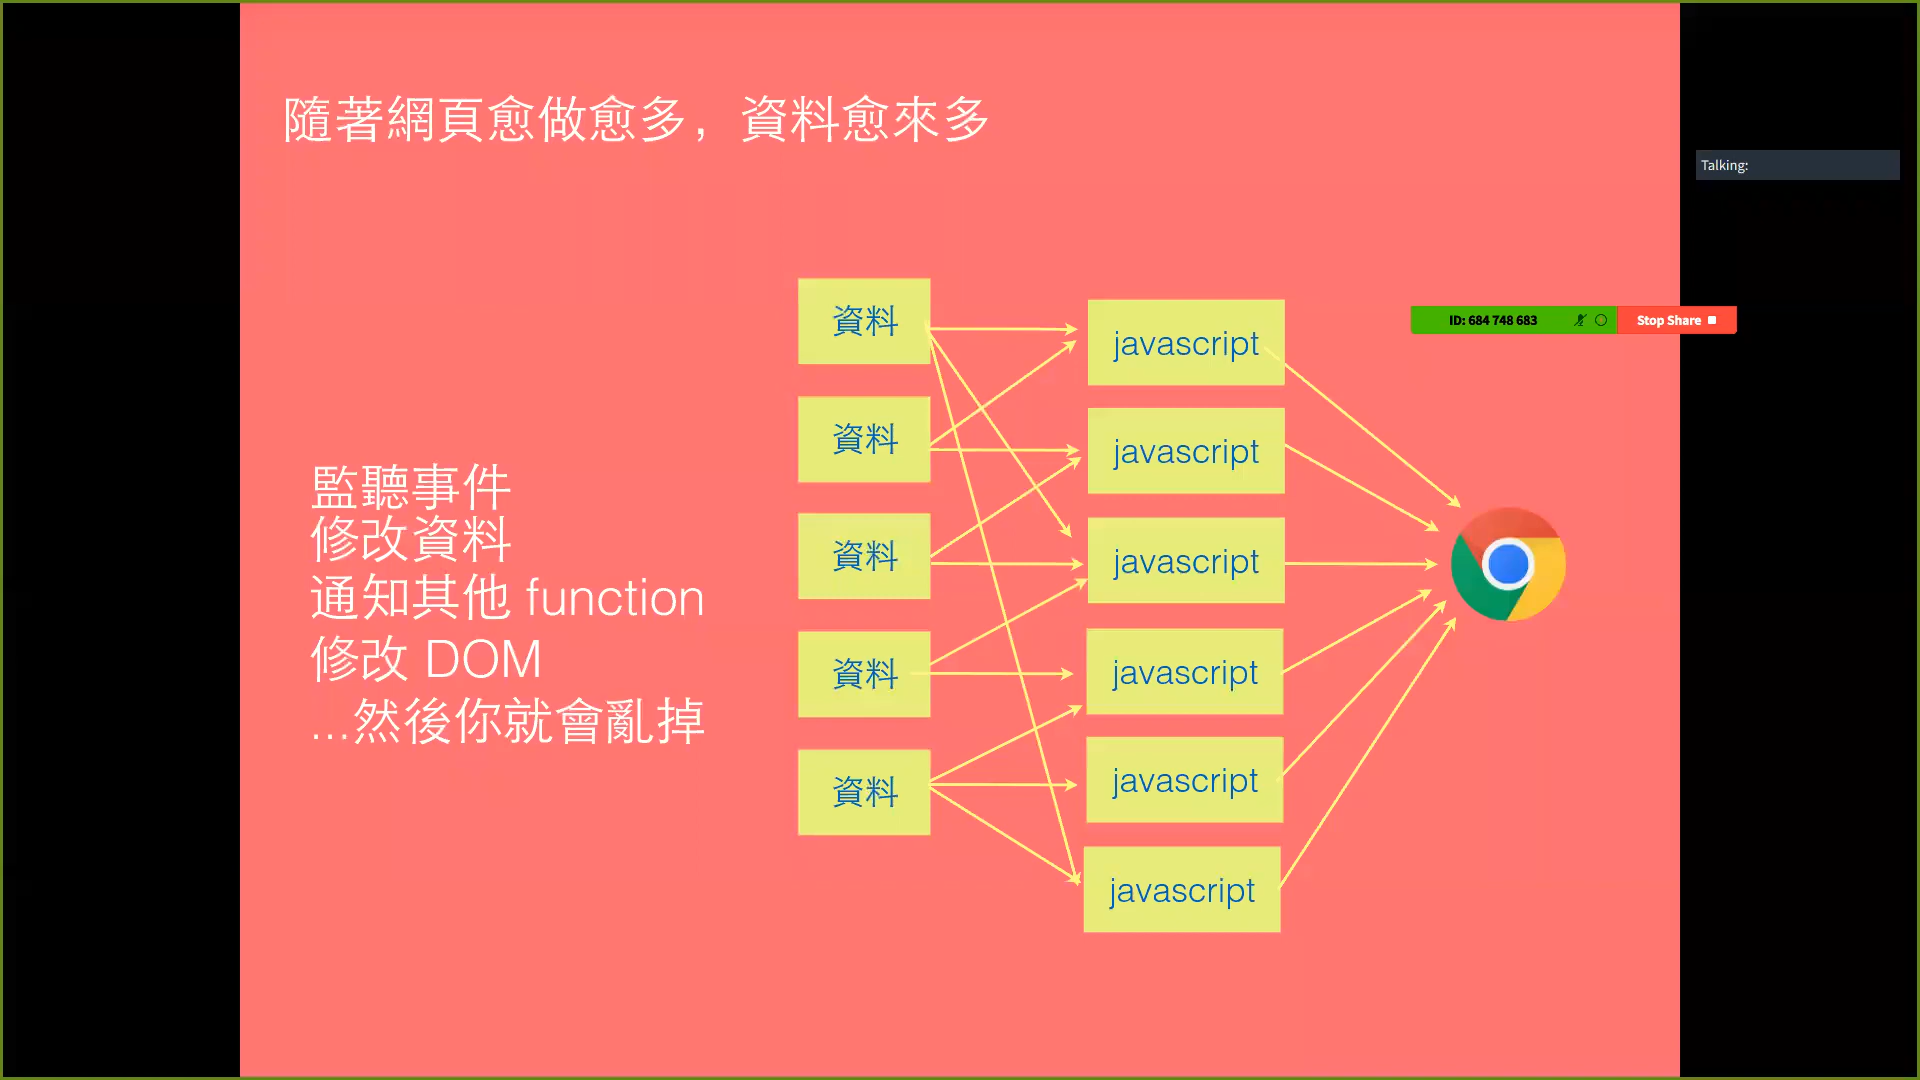 隨著網頁愈做愈多，資料愈來多
Talking:
ID: 684 748 683
Stop Share
監聽事件
修改資料
通知其他 function
修改 DOM
...然後你就會亂掉
資料
資料
資料
資料
資料
javascript
javascript
javascript
javascript
javascript
javascript